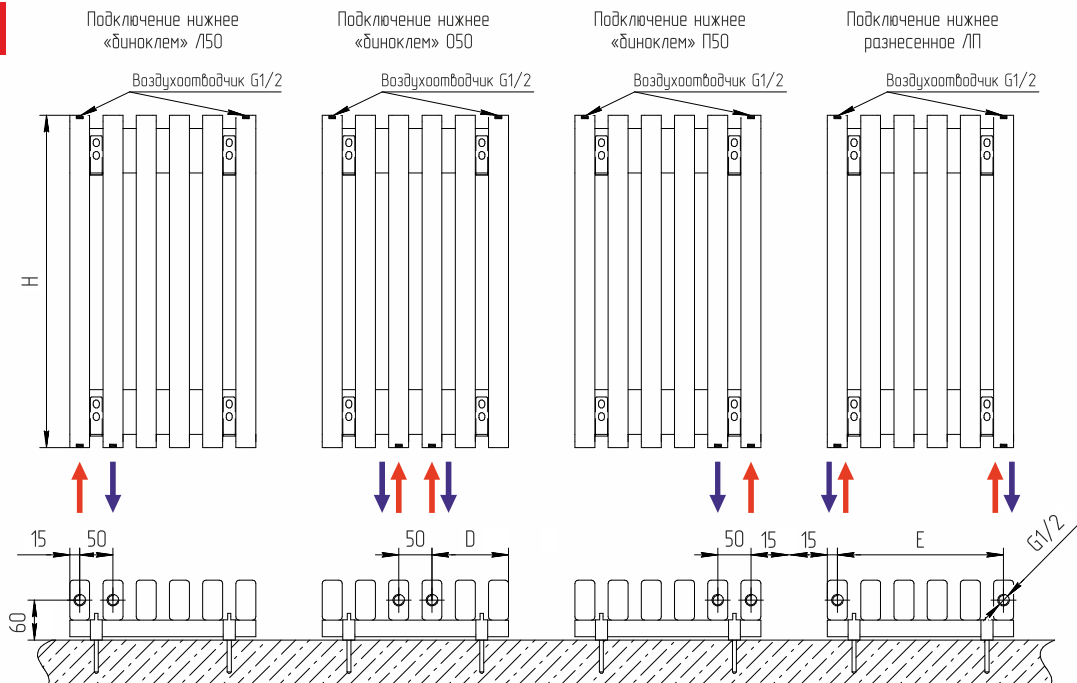 Подключение нижнее
«биноклем» Л50
Подключение нижнее
«биноклем» О50
Подключение нижнее
«биноклем» П50
Подключение нижнее
разнесенное ЛП
Воздухоотводчик G1/2
Воздухоотводчик G1/2
Воздухоотводчик G1/2
Воздухоотводчик G1/2
H
15
50
50
D
50
15
15
E
G1/2
60